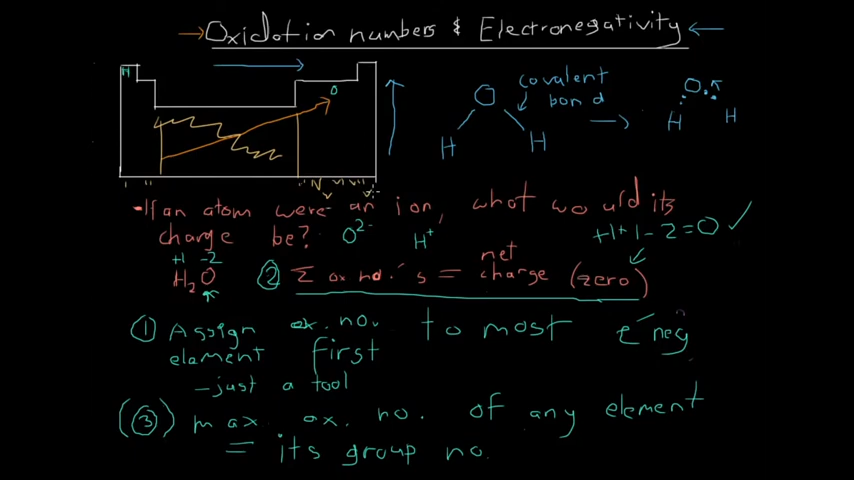 Oxidation numbers & Electronegativity
H
O
covalent bond
O
H H
O
H H
If an atom were an ion, what would its
charge be? O²⁻ H⁺ +1+1-2=0 ✓
+1 -2
H₂O
② Σ ox no.'s = net charge (zero)
① Assign ox. no. to most e'neg
element first
-just a tool
(③) max ox. no. of any element
= its group no.